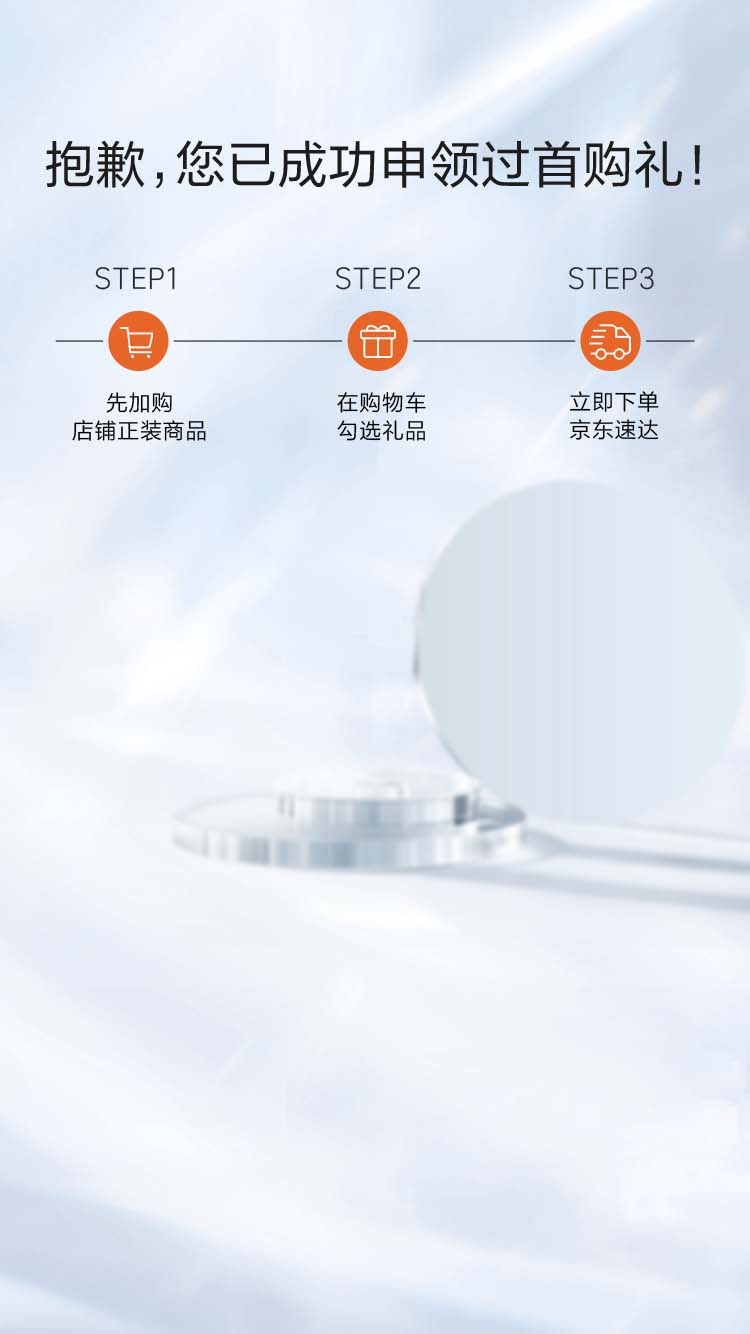 抱歉，您已成功申领过首购礼！
STEP1
STEP2
STEP3
先加购
店铺正装商品
在购物车
勾选礼品
立即下单
京东速达